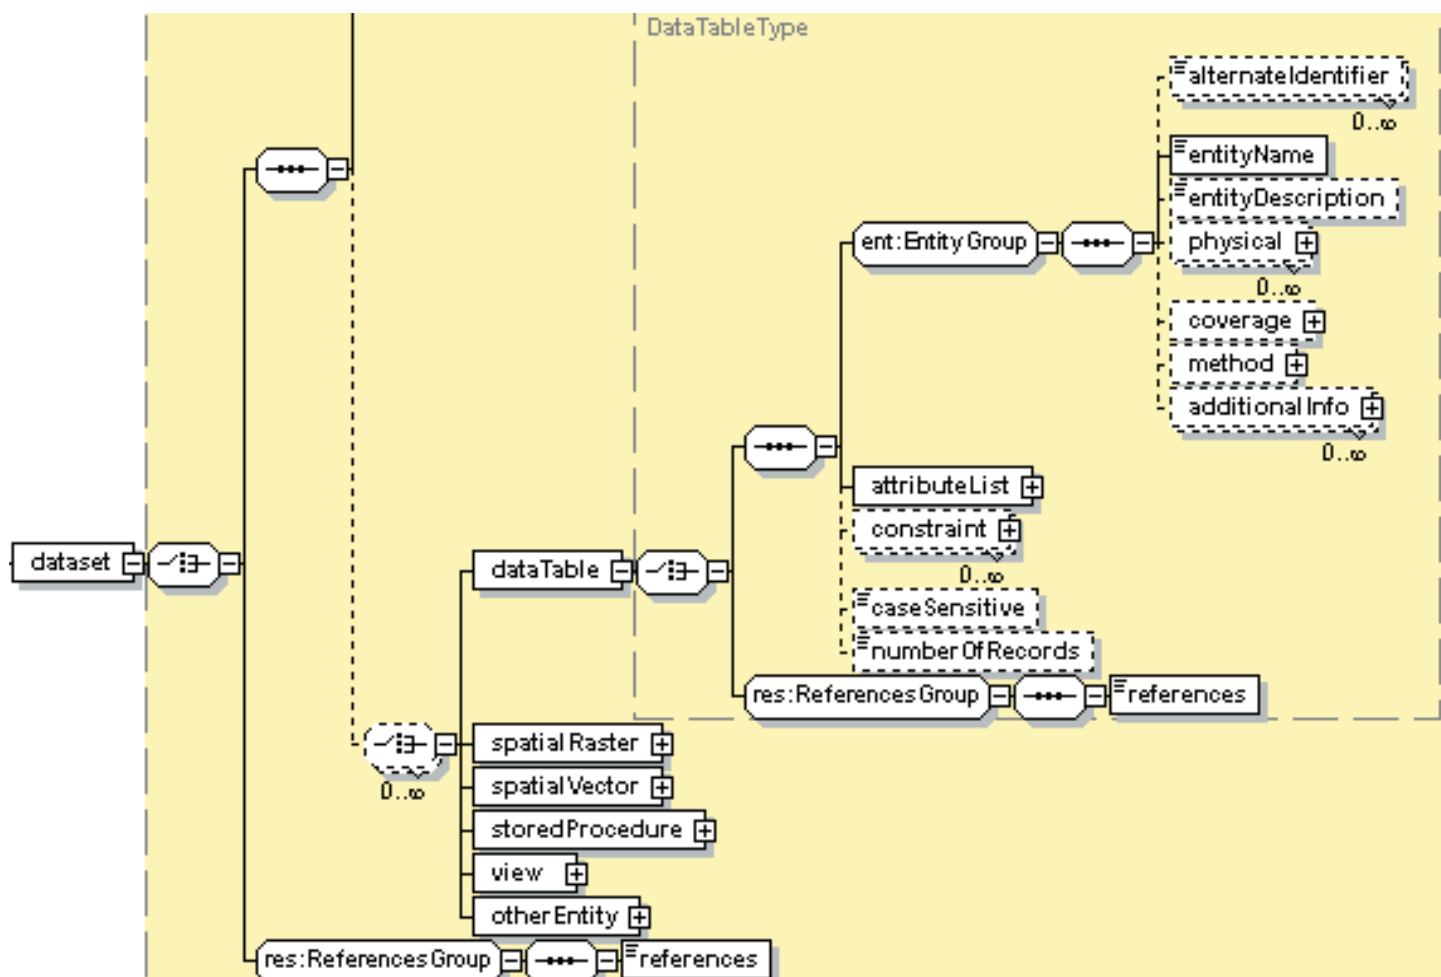 DataTableType
alternateIdentifier
0..∞
entityName
entityDescription
ent:EntityGroup
physical
0..∞
coverage
method
additionalInfo
0..∞
attributeList
constraint
0..∞
dataset
dataTable
caseSensitive
numberOfRecords
res:ReferencesGroup
references
spatialRaster
0..∞
spatialVector
storedProcedure
view
otherEntity
res:ReferencesGroup
references